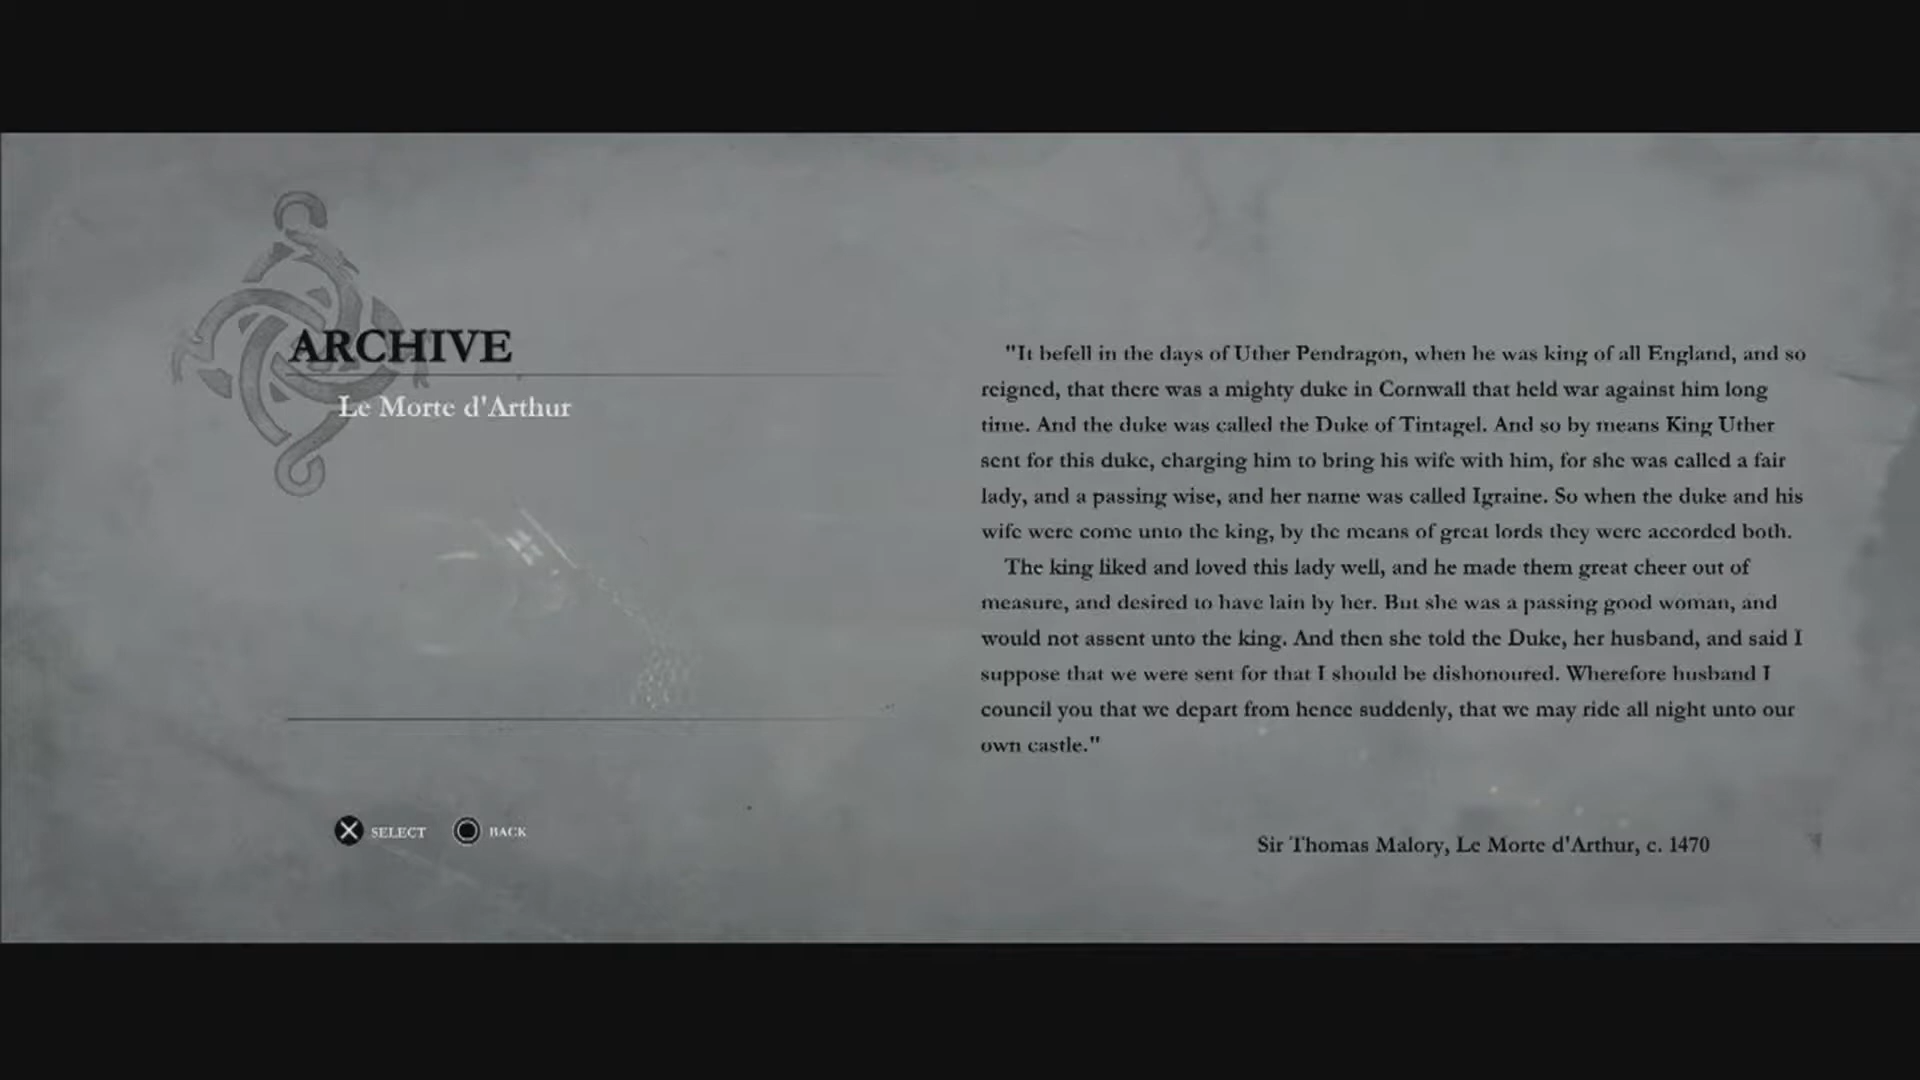 ARCHIVE
Le Morte d'Arthur
"It befell in the days of Uther Pendragon, when he was king of all England, and so
reigned, that there was a mighty duke in Cornwall that held war against him long
time. And the duke was called the Duke of Tintagel. And so by means King Uther
sent for this duke, charging him to bring his wife with him, for she was called a fair
lady, and a passing wise, and her name was called Igraine. So when the duke and his
wife were come unto the king, by the means of great lords they were accorded both.
The king liked and loved this lady well, and he made them great cheer out of
measure, and desired to have lain by her. But she was a passing good woman, and
would not assent unto the king. And then she told the Duke, her husband, and said I
suppose that we were sent for that I should be dishonoured. Wherefore husband I
council you that we depart from hence suddenly, that we may ride all night unto our
own castle."
Sir Thomas Malory, Le Morte d'Arthur, c. 1470
SELECT BACK